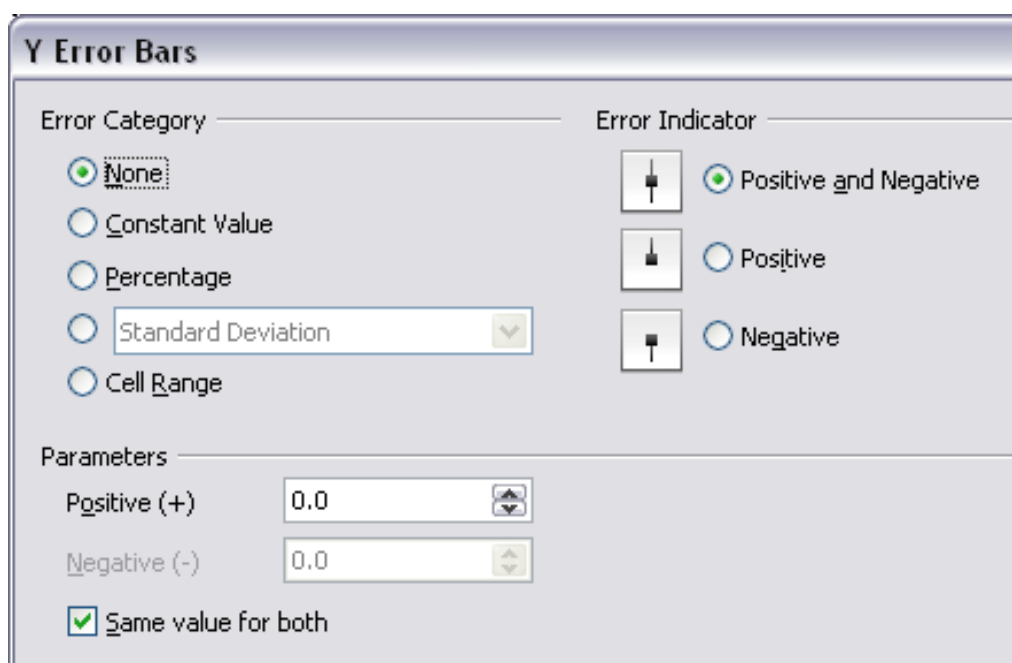 Y Error Bars
Error Category
None
Constant Value
Percentage
Standard Deviation
Cell Range
Error Indicator
Positive and Negative
Positive
Negative
Parameters
Positive (+) 0.0
Negative (-) 0.0
Same value for both